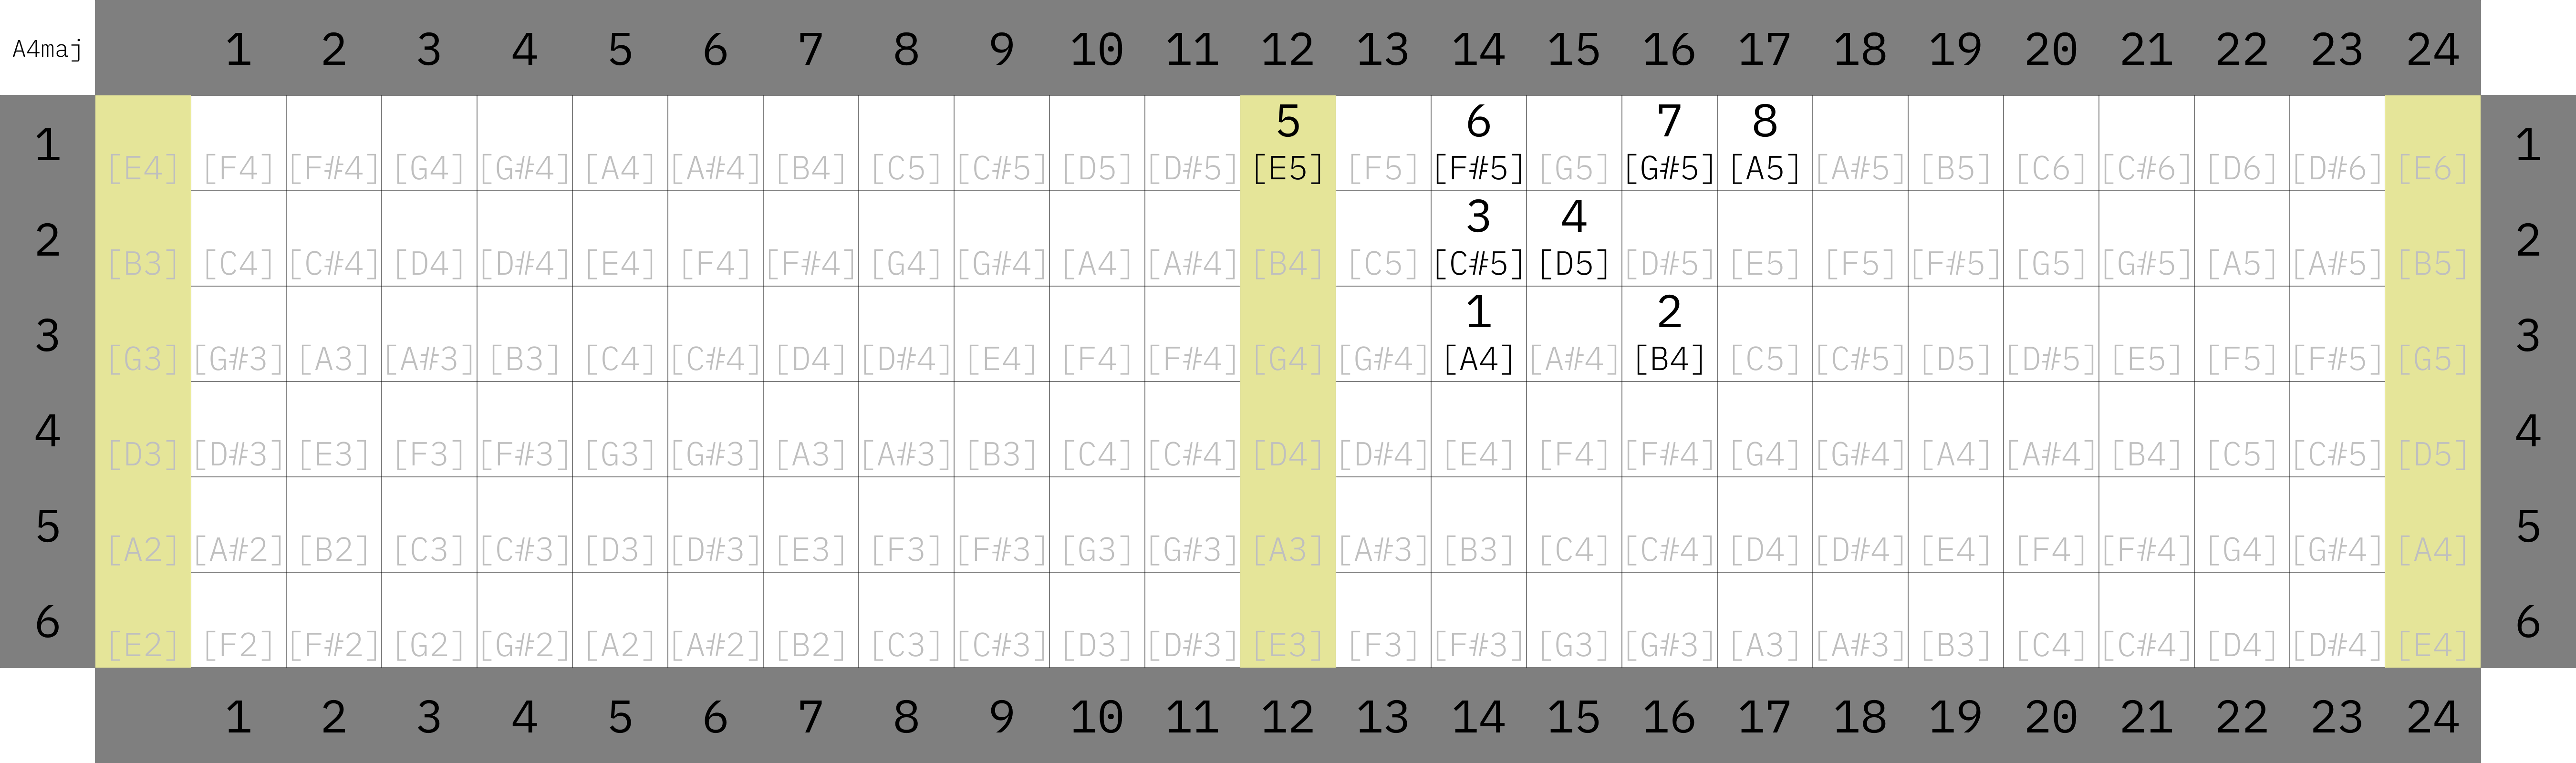 A4maj 1 2 3 4 5 6 7 8 9 10 11 12 13 14 15 16 17 18 19 20 21 22 23 24
5 6 7 8
1 1
[E4] [F4] [F#4] [G4] [G#4] [A4] [A#4] [B4] [C5] [C#5] [D5] [D#5] [E5] [F5] [F#5] [G5] [G#5] [A5] [A#5] [B5] [C6] [C#6] [D6] [D#6] [E6]
3 4
2 2
[B3] [C4] [C#4] [D4] [D#4] [E4] [F4] [F#4] [G4] [G#4] [A4] [A#4] [B4] [C5] [C#5] [D5] [D#5] [E5] [F5] [F#5] [G5] [G#5] [A5] [A#5] [B5]
1 2
3 3
[G3] [G#3] [A3] [A#3] [B3] [C4] [C#4] [D4] [D#4] [E4] [F4] [F#4] [G4] [G#4] [A4] [A#4] [B4] [C5] [C#5] [D5] [D#5] [E5] [F5] [F#5] [G5]
4 4
[D3] [D#3] [E3] [F3] [F#3] [G3] [G#3] [A3] [A#3] [B3] [C4] [C#4] [D4] [D#4] [E4] [F4] [F#4] [G4] [G#4] [A4] [A#4] [B4] [C5] [C#5] [D5]
5 5
[A2] [A#2] [B2] [C3] [C#3] [D3] [D#3] [E3] [F3] [F#3] [G3] [G#3] [A3] [A#3] [B3] [C4] [C#4] [D4] [D#4] [E4] [F4] [F#4] [G4] [G#4] [A4]
6 6
[E2] [F2] [F#2] [G2] [G#2] [A2] [A#2] [B2] [C3] [C#3] [D3] [D#3] [E3] [F3] [F#3] [G3] [G#3] [A3] [A#3] [B3] [C4] [C#4] [D4] [D#4] [E4]
1 2 3 4 5 6 7 8 9 10 11 12 13 14 15 16 17 18 19 20 21 22 23 24